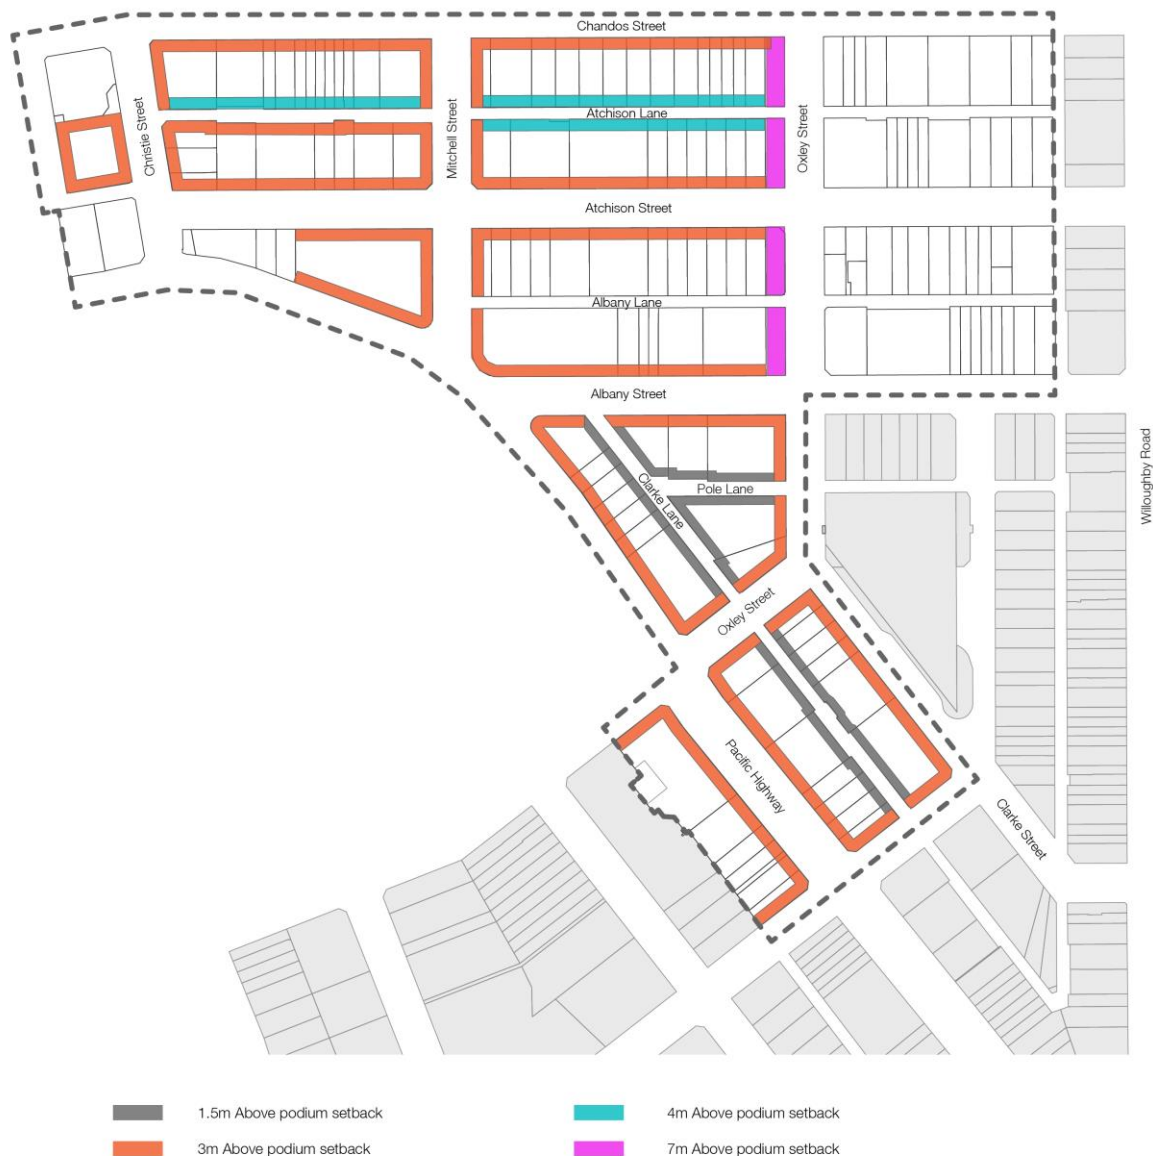 Chandos Street
Christie Street
Mitchell Street
Atchison Lane
Oxley Street
Atchison Street
Albany Lane
Albany Street
Willoughby Road
Clarke Lane
Pole Lane
Oxley Street
Pacific Highway
Clarke Street
1.5m Above podium setback
4m Above podium setback
3m Above podium setback
7m Above podium setback